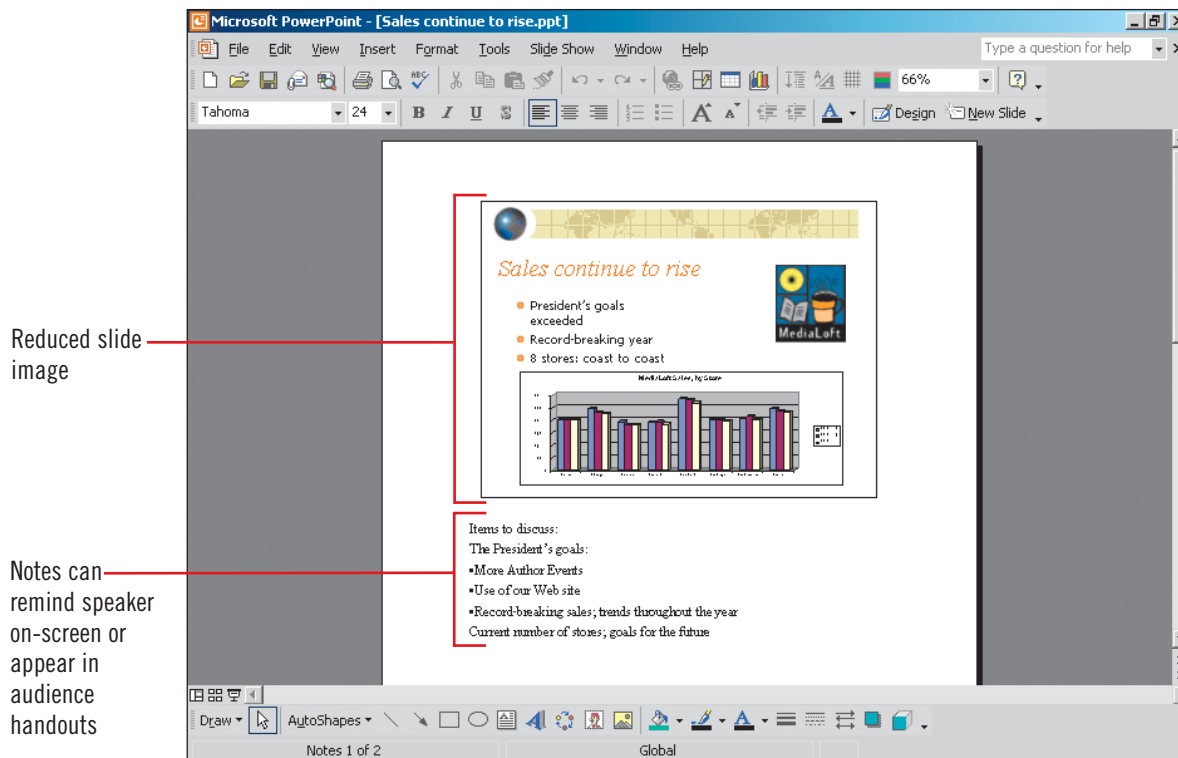 Microsoft PowerPoint - [Sales continue to rise.ppt]
File Edit View Insert Format Tools Slide Show Window Help Type a question for help
66%
Tahoma 24 B I U S A A A Design New Slide
Sales continue to rise
President's goals
exceeded
Record-breaking year
8 stores: coast to coast
MediaLoft
MediaLoft Sales, by Store
Reduced slide
image
Items to discuss:
The President's goals:
▪More Author Events
▪Use of our Web site
▪Record-breaking sales; trends throughout the year
Current number of stores; goals for the future
Notes can
remind speaker
on-screen or
appear in
audience
handouts
Draw AutoShapes
Notes 1 of 2 Global